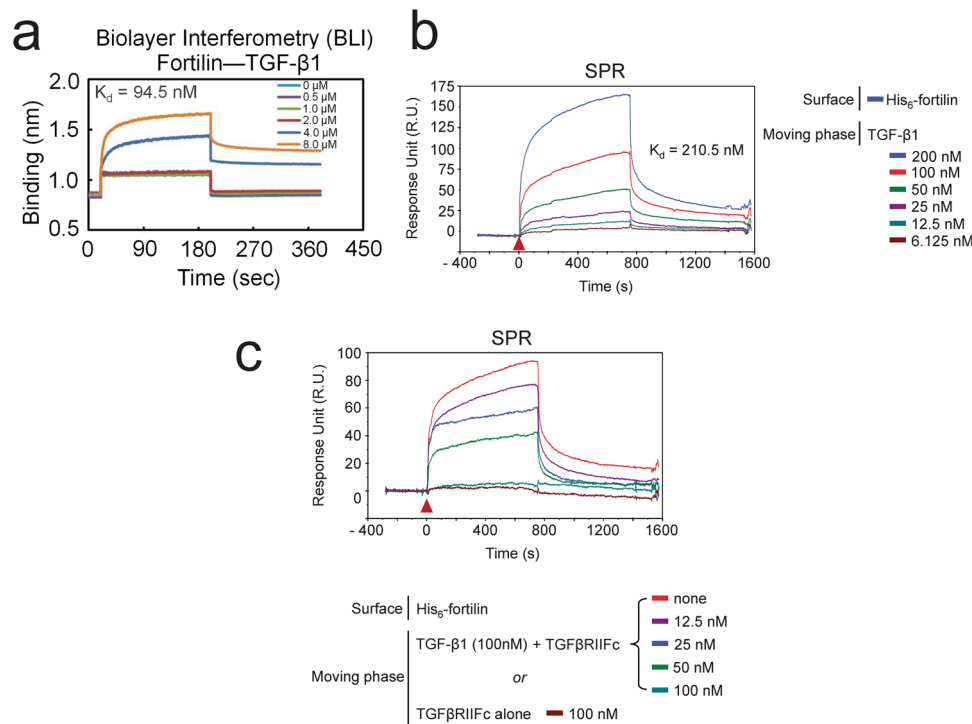 a
Biolayer Interferometry (BLI)
Fortilin—TGF-β1
K_d = 94.5 nM
0 µM
0.5 µM
1.0 µM
2.0 µM
4.0 µM
8.0 µM
2.0
1.5
1.0
0.5
Binding (nm)
0 90 180 270 360 450
Time (sec)
b
SPR
175
150
125
100
75
50
25
0
Response Unit (R.U.)
K_d = 210.5 nM
- 400 0 400 800 1200 1600
Time (s)
Surface His₆-fortilin
Moving phase TGF-β1
200 nM
100 nM
50 nM
25 nM
12.5 nM
6.125 nM
c
SPR
100
80
60
40
20
0
Response Unit (R.U.)
- 400 0 400 800 1200 1600
Time (s)
Surface His₆-fortilin
Moving phase
TGF-β1 (100nM) + TGFβRIIFc
none
12.5 nM
25 nM
50 nM
100 nM
or
TGFβRIIFc alone 100 nM